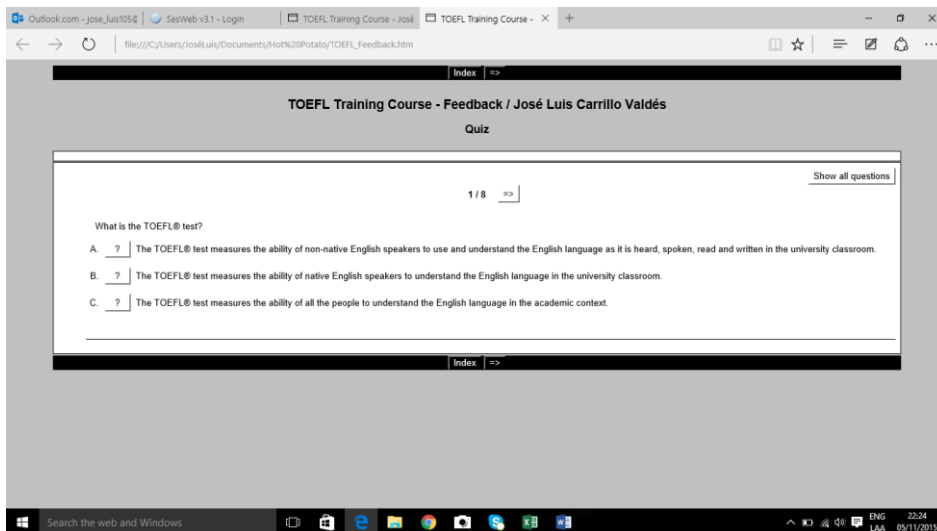 Outlook.com - jose_luis105@
SesWeb v3.1 - Login
TOEFL Training Course - José
TOEFL Training Course -
file:///C:/Users/JoséLuis/Documents/Hot%20Potato/TOEFL_Feedback.htm
Index =>
TOEFL Training Course - Feedback / José Luis Carrillo Valdés
Quiz
Show all questions
1 / 8 =>
What is the TOEFL® test?
A. ? The TOEFL® test measures the ability of non-native English speakers to use and understand the English language as it is heard, spoken, read and written in the university classroom.
B. ? The TOEFL® test measures the ability of native English speakers to understand the English language in the university classroom.
C. ? The TOEFL® test measures the ability of all the people to understand the English language in the academic context.
Index =>
Search the web and Windows
ENG
LAA
22:24
05/11/2015